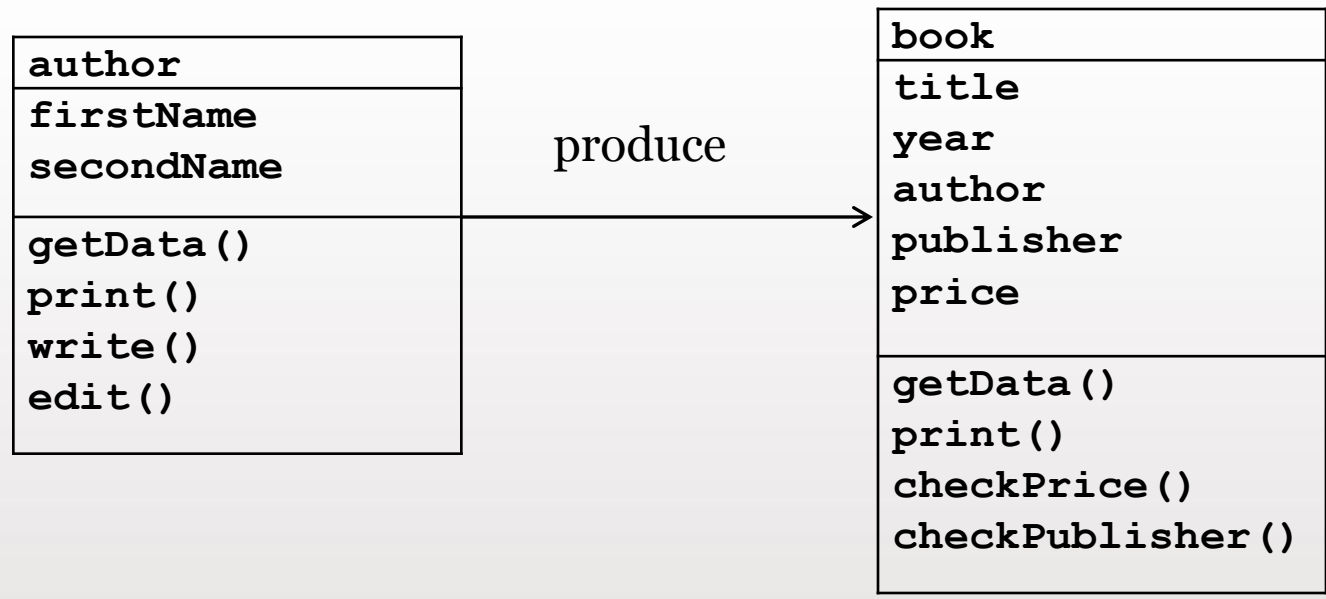 author
firstName
secondName
getData()
print()
write()
edit()
produce
book
title
year
author
publisher
price
getData()
print()
checkPrice()
checkPublisher()